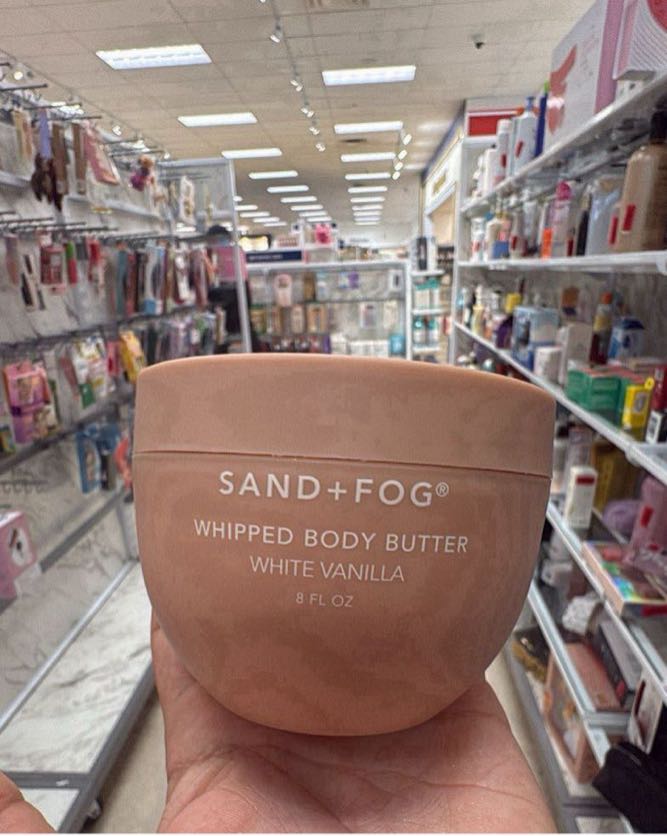 SAND+FOG®
WHIPPED BODY BUTTER
WHITE VANILLA
8 FL OZ